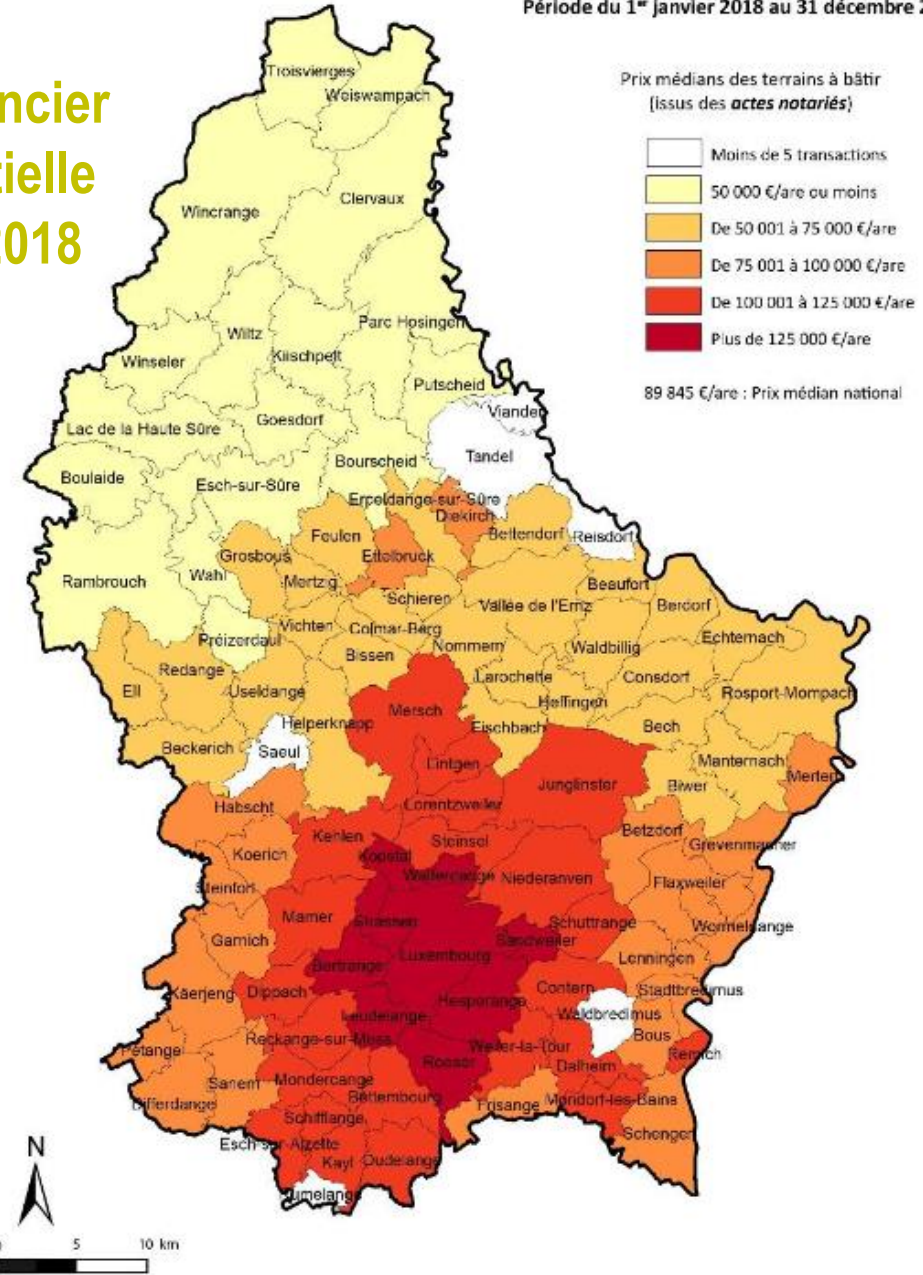 Période du 1er janvier 2018 au 31 décembre 2
ncier
tielle
2018
Prix médians des terrains à bâtir
(issus des actes notariés)
Moins de 5 transactions
50 000 €/are ou moins
De 50 001 à 75 000 €/are
De 75 001 à 100 000 €/are
De 100 001 à 125 000 €/are
Plus de 125 000 €/are
89 845 €/are : Prix médian national
Troisvierges
Weiswampach
Clervaux
Wincrange
Parc Hosingen
Wiltz
Kiischpelt
Winseler
Putscheid
Vianden
Goesdorf
Lac de la Haute Sûre
Tandel
Bourscheid
Boulaide
Esch-sur-Sûre
Erpeldange-sur-Sûre
Diekirch
Feulen
Bettendorf
Reisdorf
Grosbous
Ettelbruck
Rambrouch
Wahl
Mertzig
Beaufort
Schieren
Vallée de l'Ernz
Berdorf
Vichten
Colmar-Berg
Préizerdaul
Echternach
Nommern
Waldbillig
Bissen
Redange
Larochette
Consdorf
Ell
Useldange
Rosport-Mompach
Heffingen
Mersch
Helperknapp
Eischbach
Bech
Beckerich
Saeul
Manternach
Lintgen
Merter
Junglinster
Biwer
Habscht
Lorentzweiler
Betzdorf
Kehlen
Steinsel
Grevenmacher
Koerich
Kopstal
Walferdange
Niederanven
Flaxweiler
Steinfort
Mamer
Strassen
Schuttrange
Wormeldange
Garnich
Sandweiler
Luxembourg
Lenningen
Bertrange
Contern
Stadtbredimus
Käerjeng
Dippach
Hesperange
Waldbredimus
Leudelange
Bous
Reckange-sur-Mess
Weiler-la-Tour
Remich
Pétange
Roeser
Dalheim
Sanem
Mondercange
Bettembourg
Mondorf-les-Bains
Differdange
Frisange
Schifflange
Schengen
Esch-sur-Alzette
Kayl
Dudelange
umelange
N
5
10 km